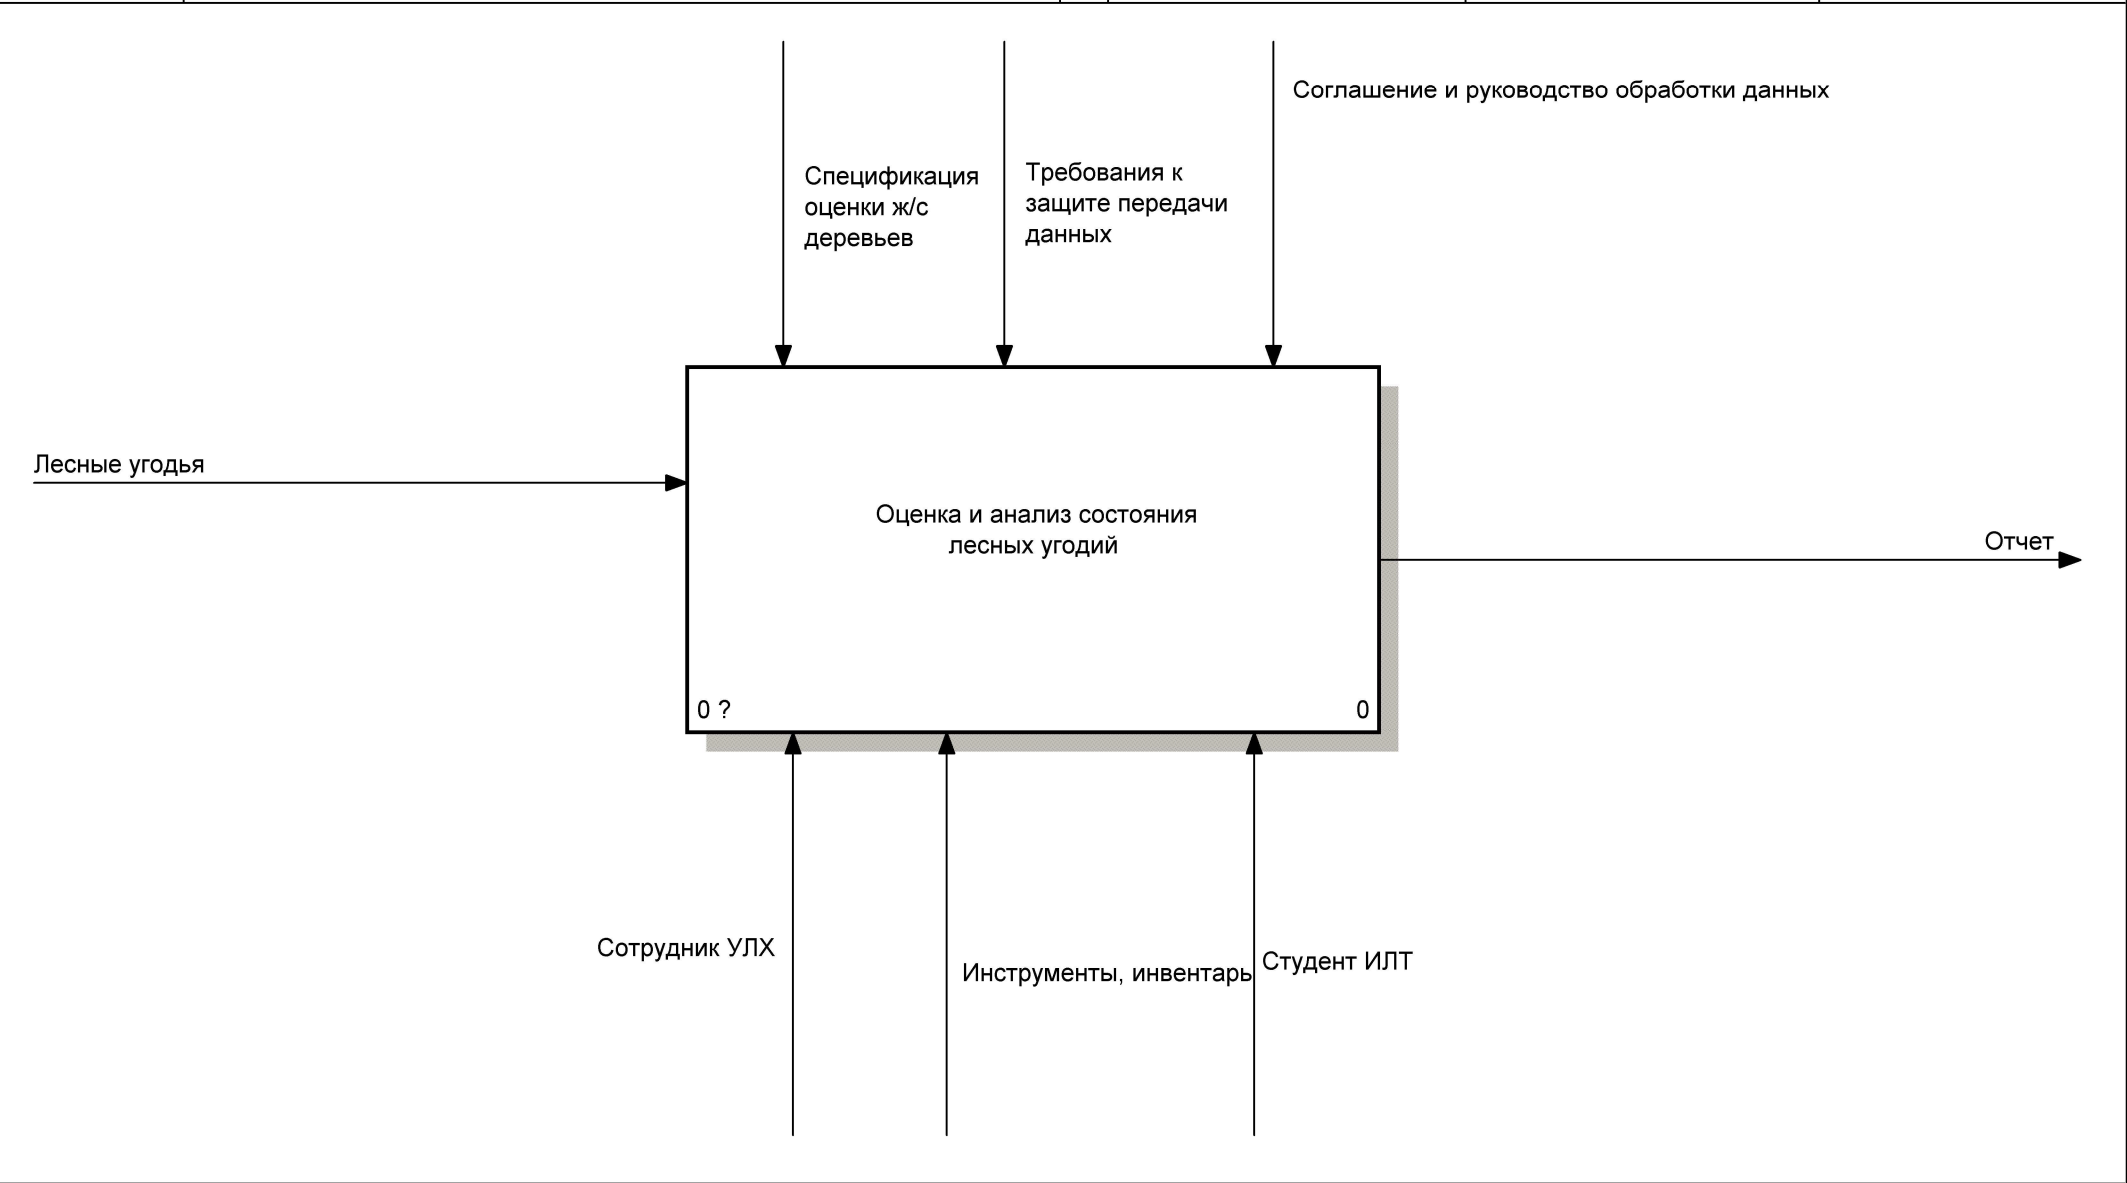 Соглашение и руководство обработки данных
Спецификация
оценки ж/с
деревьев
Требования к
защите передачи
данных
Лесные угодья
Оценка и анализ состояния
лесных угодий
Отчет
0 ?
0
Сотрудник УЛХ
Инструменты, инвентарь
Студент ИЛТ